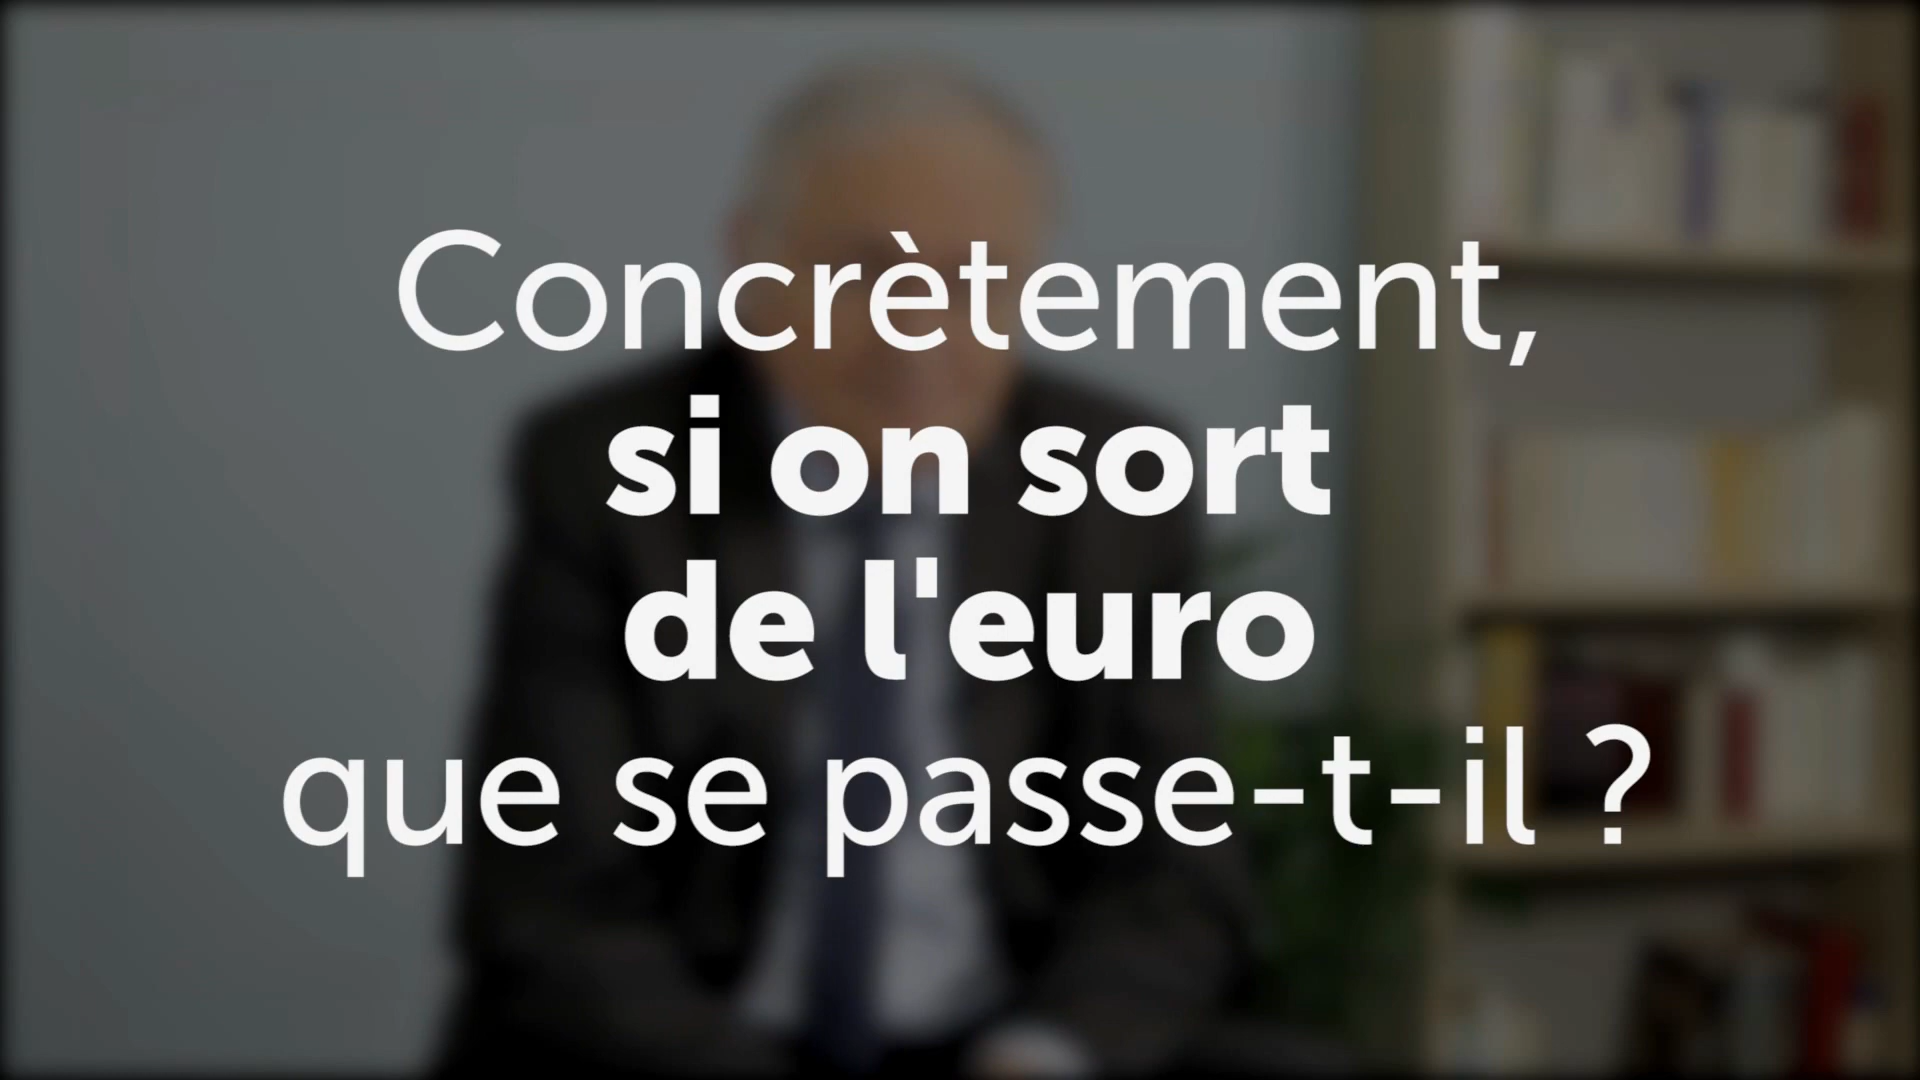 Concrètement,
si on sort
de l'euro
que se passe-t-il ?